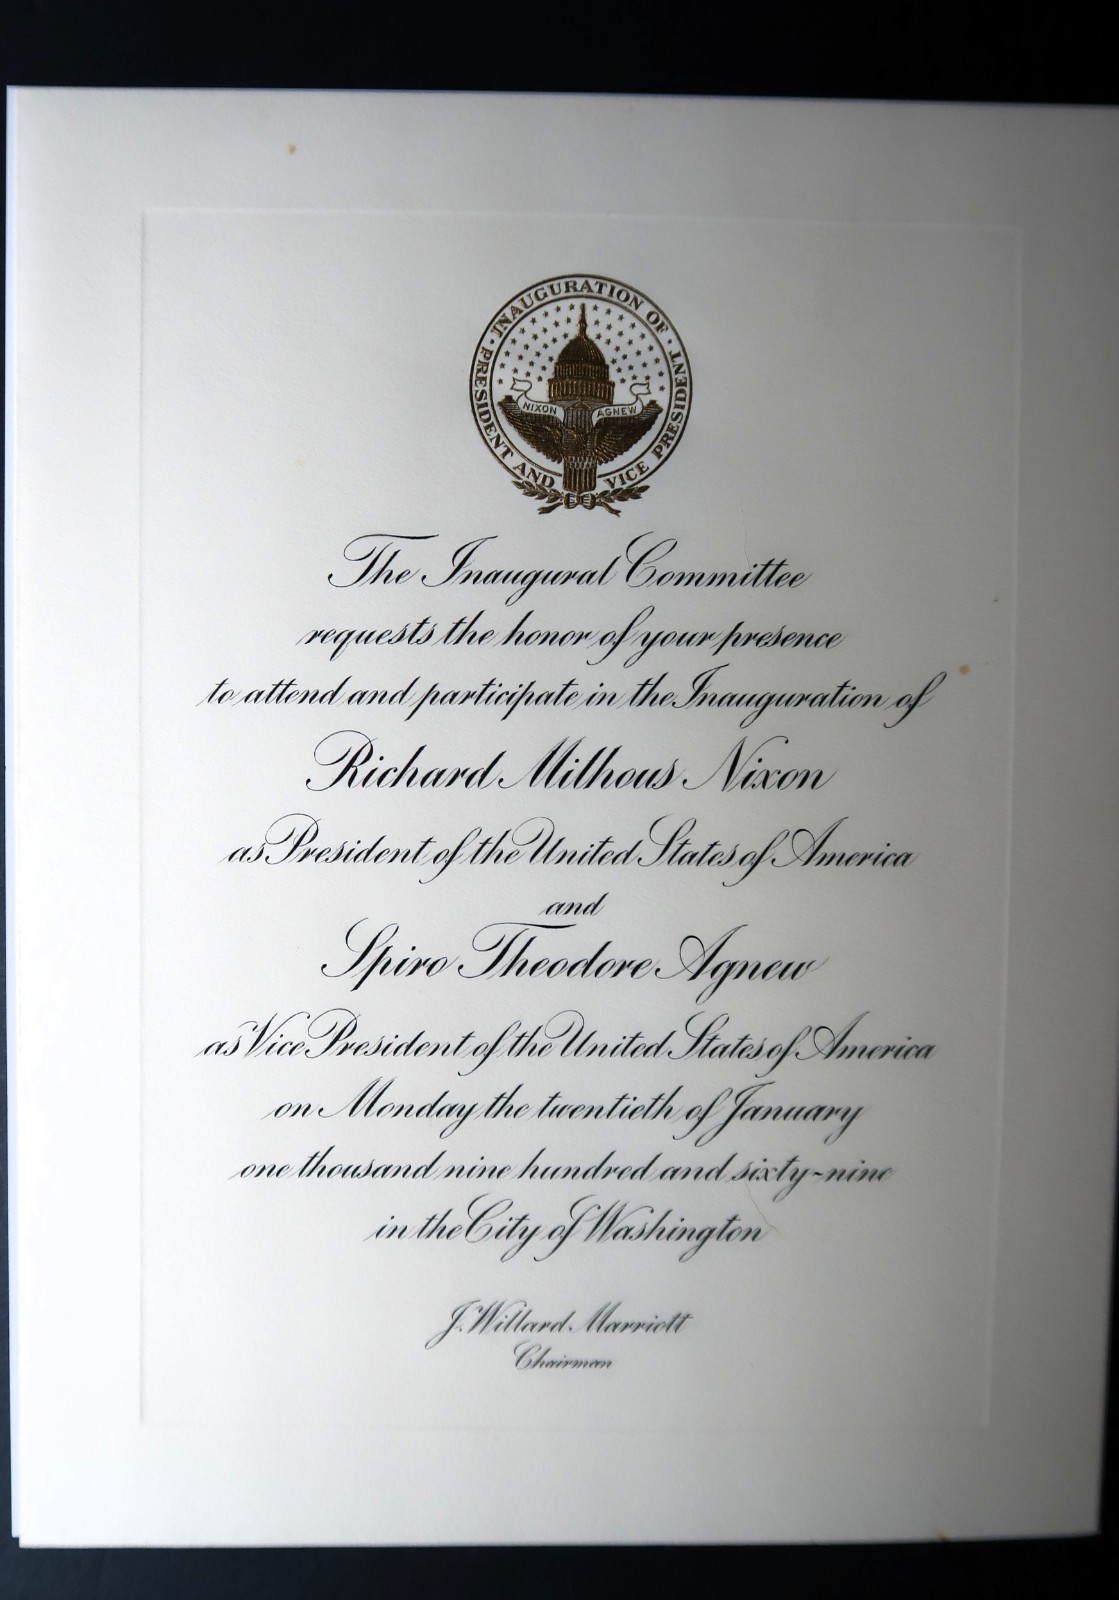 INAUGURATION OF
PRESIDENT AND VICE PRESIDENT
NIXON AGNEW
The Inaugural Committee
requests the honor of your presence
to attend and participate in the Inauguration of
Richard Milhous Nixon
as President of the United States of America
and
Spiro Theodore Agnew
as Vice President of the United States of America
on Monday the twentieth of January
one thousand nine hundred and sixty-nine
in the City of Washington
J. Willard Marriott
Chairman